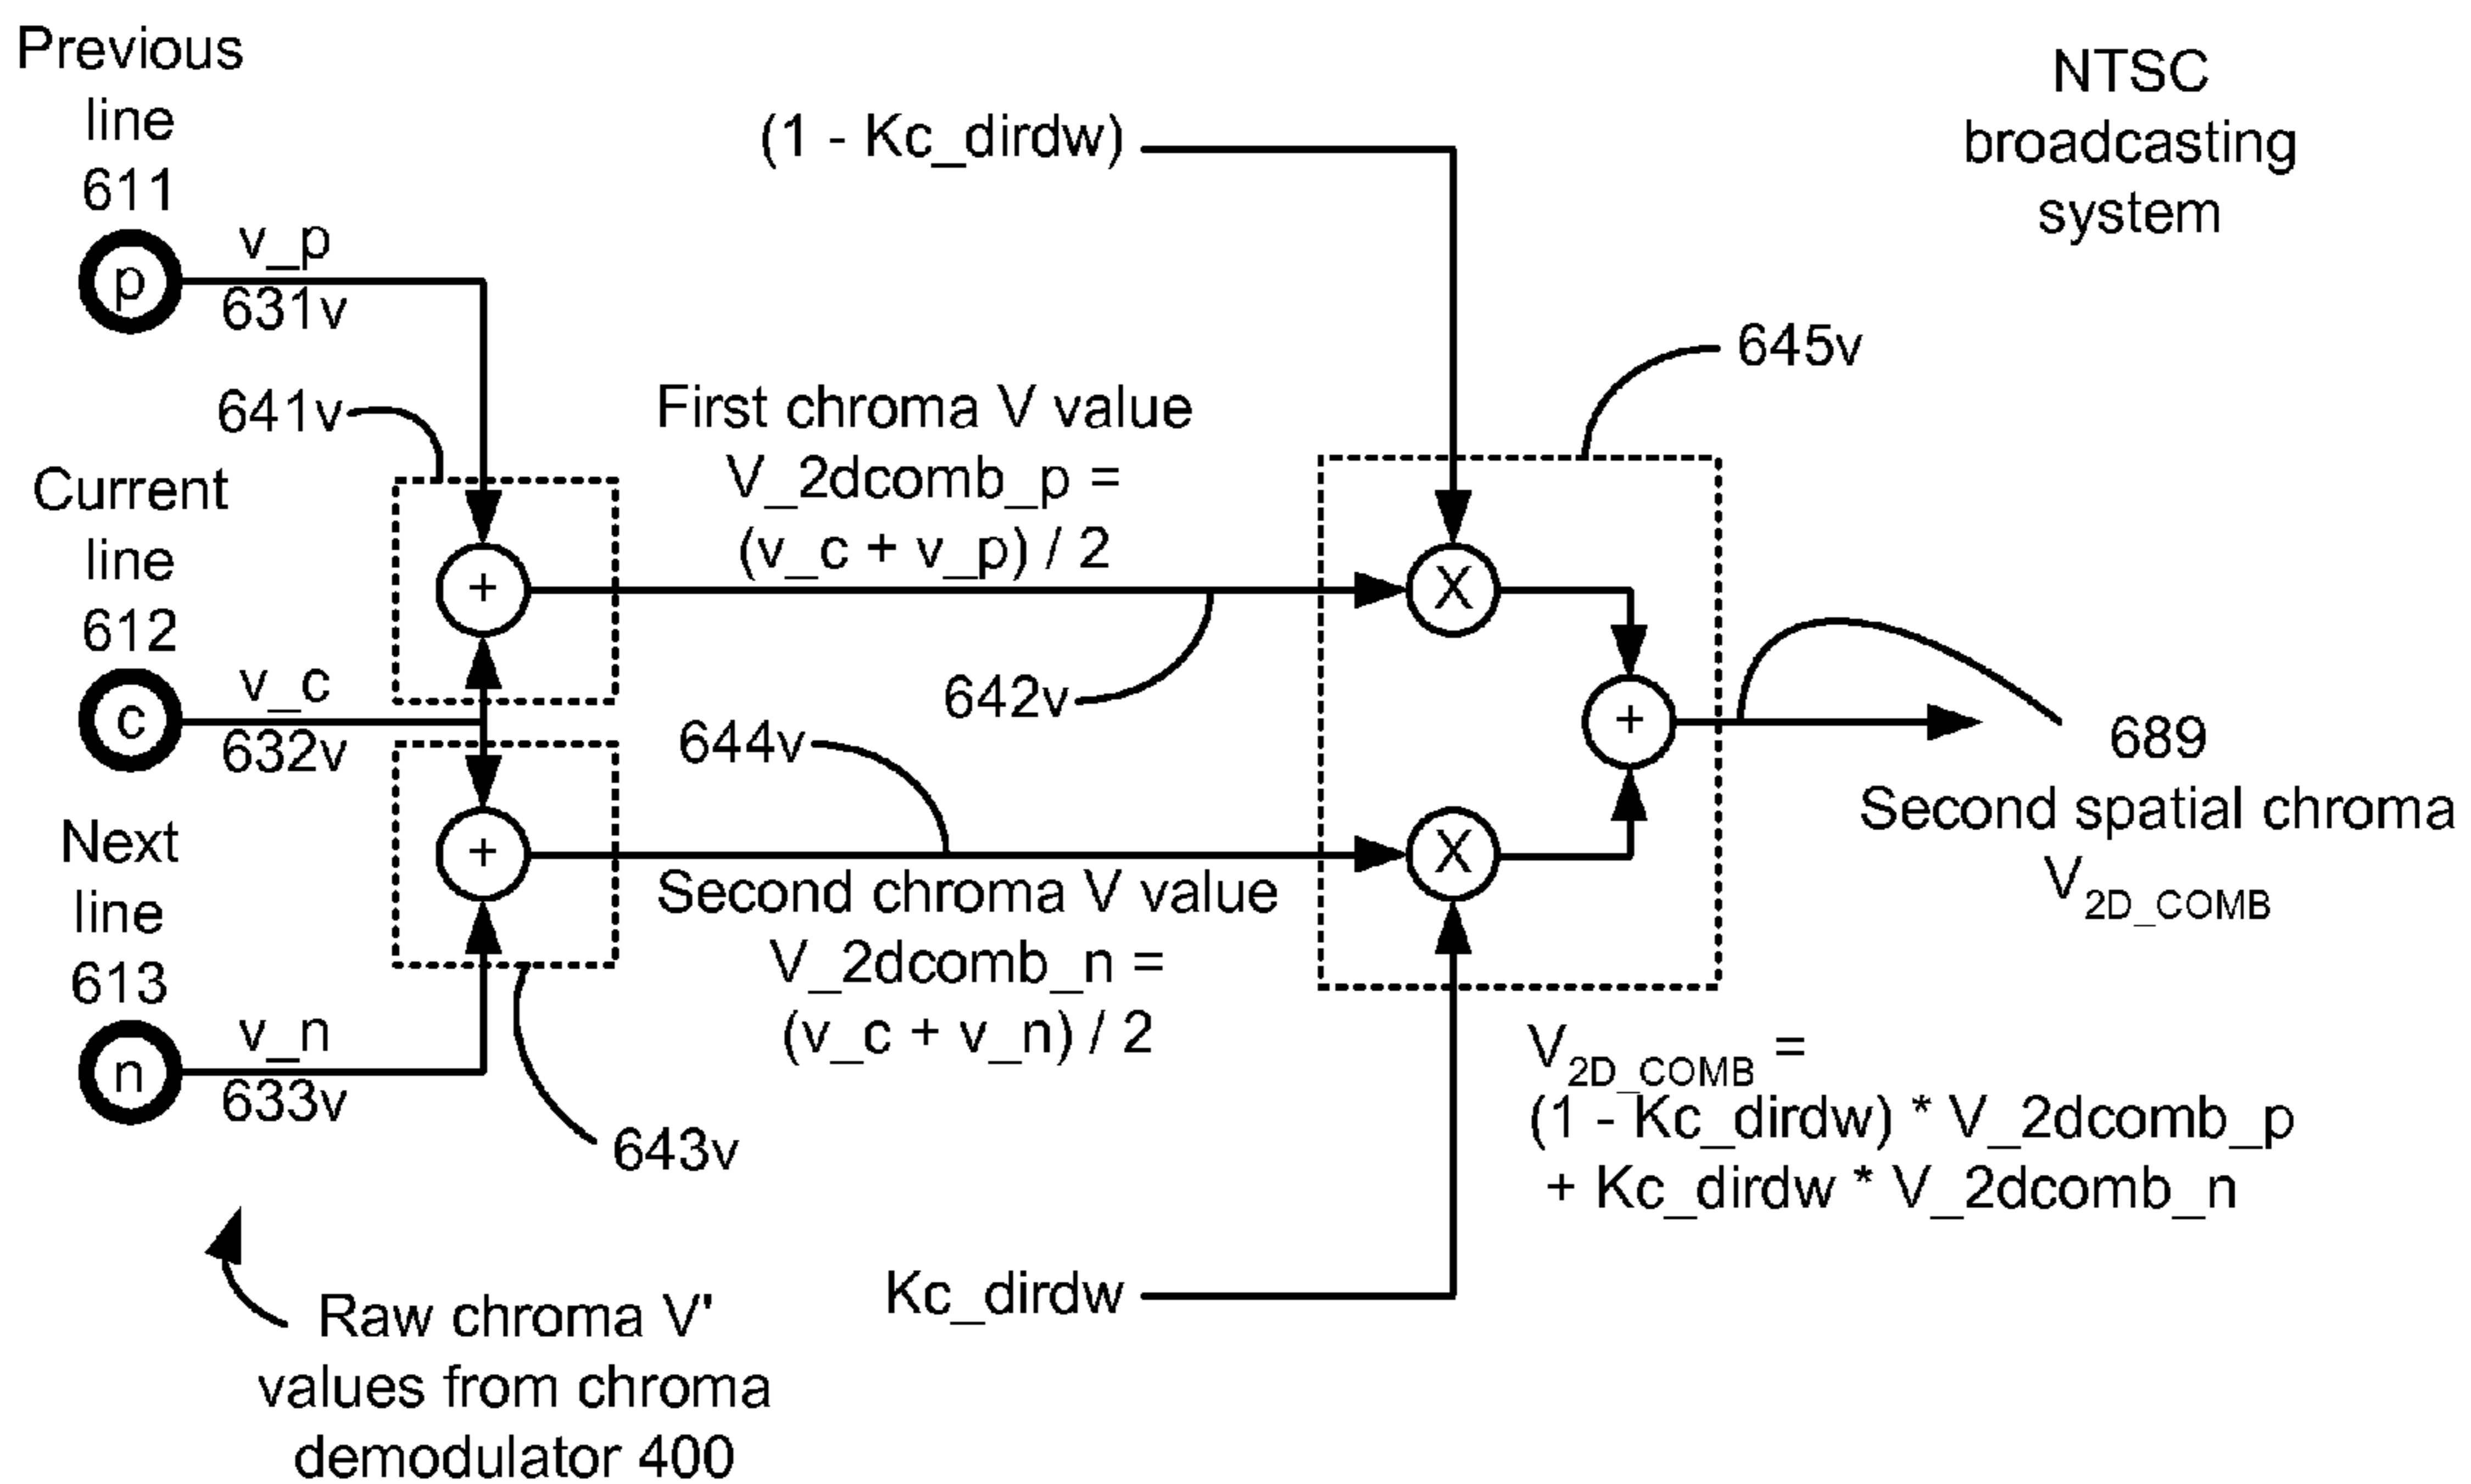 Previous
line
611
p
v_p
631v
(1 - Kc_dirdw)
NTSC
broadcasting
system
645v
641v
First chroma V value
V_2dcomb_p =
(v_c + v_p) / 2
Current
line
612
c
v_c
632v
+
X
642v
644v
+
689
Second spatial chroma
V2D_COMB
Next
line
613
n
v_n
633v
+
X
Second chroma V value
V_2dcomb_n =
(v_c + v_n) / 2
643v
V2D_COMB =
(1 - Kc_dirdw) * V_2dcomb_p
+ Kc_dirdw * V_2dcomb_n
Kc_dirdw
Raw chroma V'
values from chroma
demodulator 400